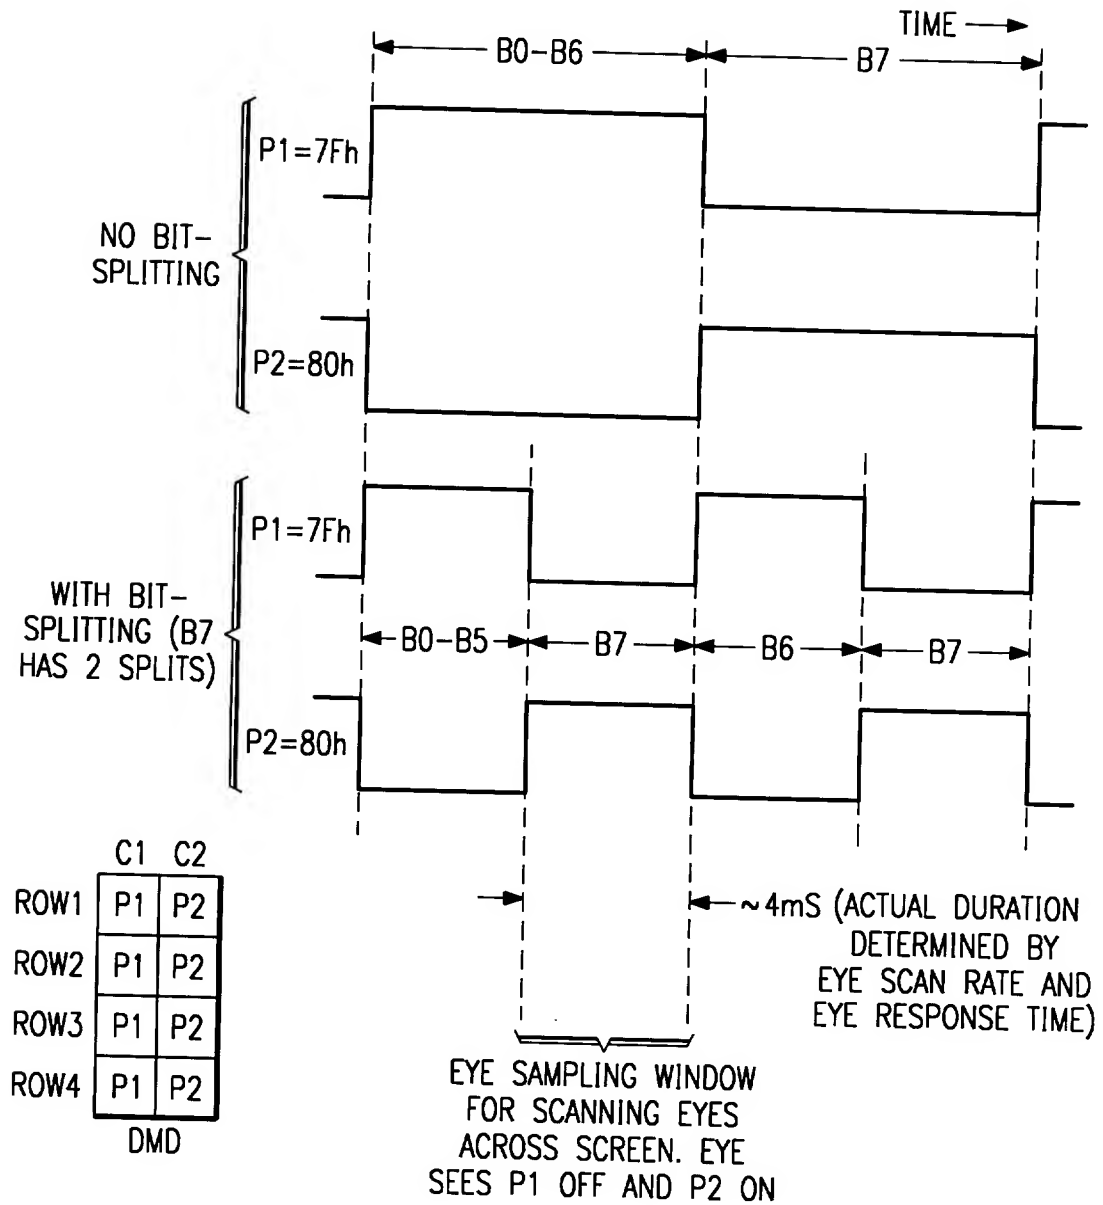 TIME
B0-B6
B7
P1=7Fh
NO BIT-
SPLITTING
P2=80h
P1=7Fh
WITH BIT-
SPLITTING (B7
HAS 2 SPLITS)
B0-B5
B7
B6
B7
P2=80h
C1 C2
ROW1 P1 P2
ROW2 P1 P2
ROW3 P1 P2
ROW4 P1 P2
DMD
~4mS (ACTUAL DURATION
DETERMINED BY
EYE SCAN RATE AND
EYE RESPONSE TIME)
EYE SAMPLING WINDOW
FOR SCANNING EYES
ACROSS SCREEN. EYE
SEES P1 OFF AND P2 ON